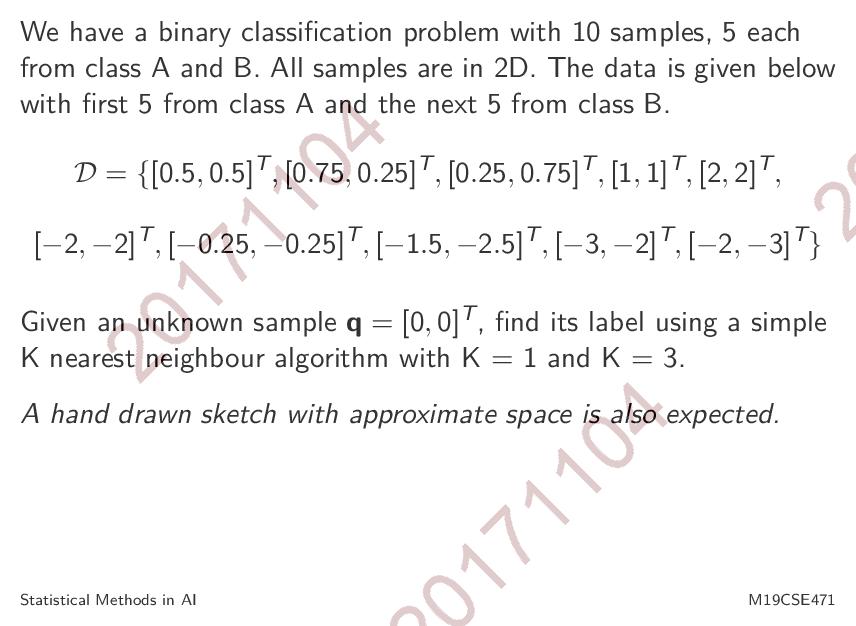 We have a binary classification problem with 10 samples, 5 each
from class A and B. All samples are in 2D. The data is given below
with first 5 from class A and the next 5 from class B.
𝒟 = {[0.5, 0.5]ᵀ, [0.75, 0.25]ᵀ, [0.25, 0.75]ᵀ, [1, 1]ᵀ, [2, 2]ᵀ,
[−2, −2]ᵀ, [−0.25, −0.25]ᵀ, [−1.5, −2.5]ᵀ, [−3, −2]ᵀ, [−2, −3]ᵀ}
Given an unknown sample q = [0, 0]ᵀ, find its label using a simple
K nearest neighbour algorithm with K = 1 and K = 3.
A hand drawn sketch with approximate space is also expected.
20171104
20171104
Statistical Methods in AI
M19CSE471